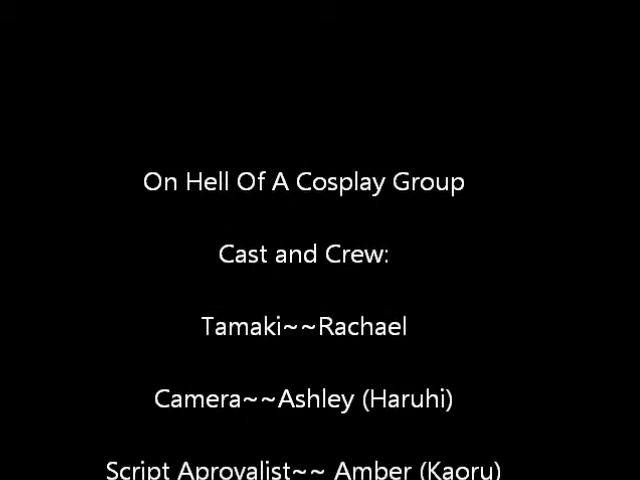 On Hell Of A Cosplay Group
Cast and Crew:
Tamaki~~Rachael
Camera~~Ashley (Haruhi)
Script Aprovalist~~ Amber (Kaoru)